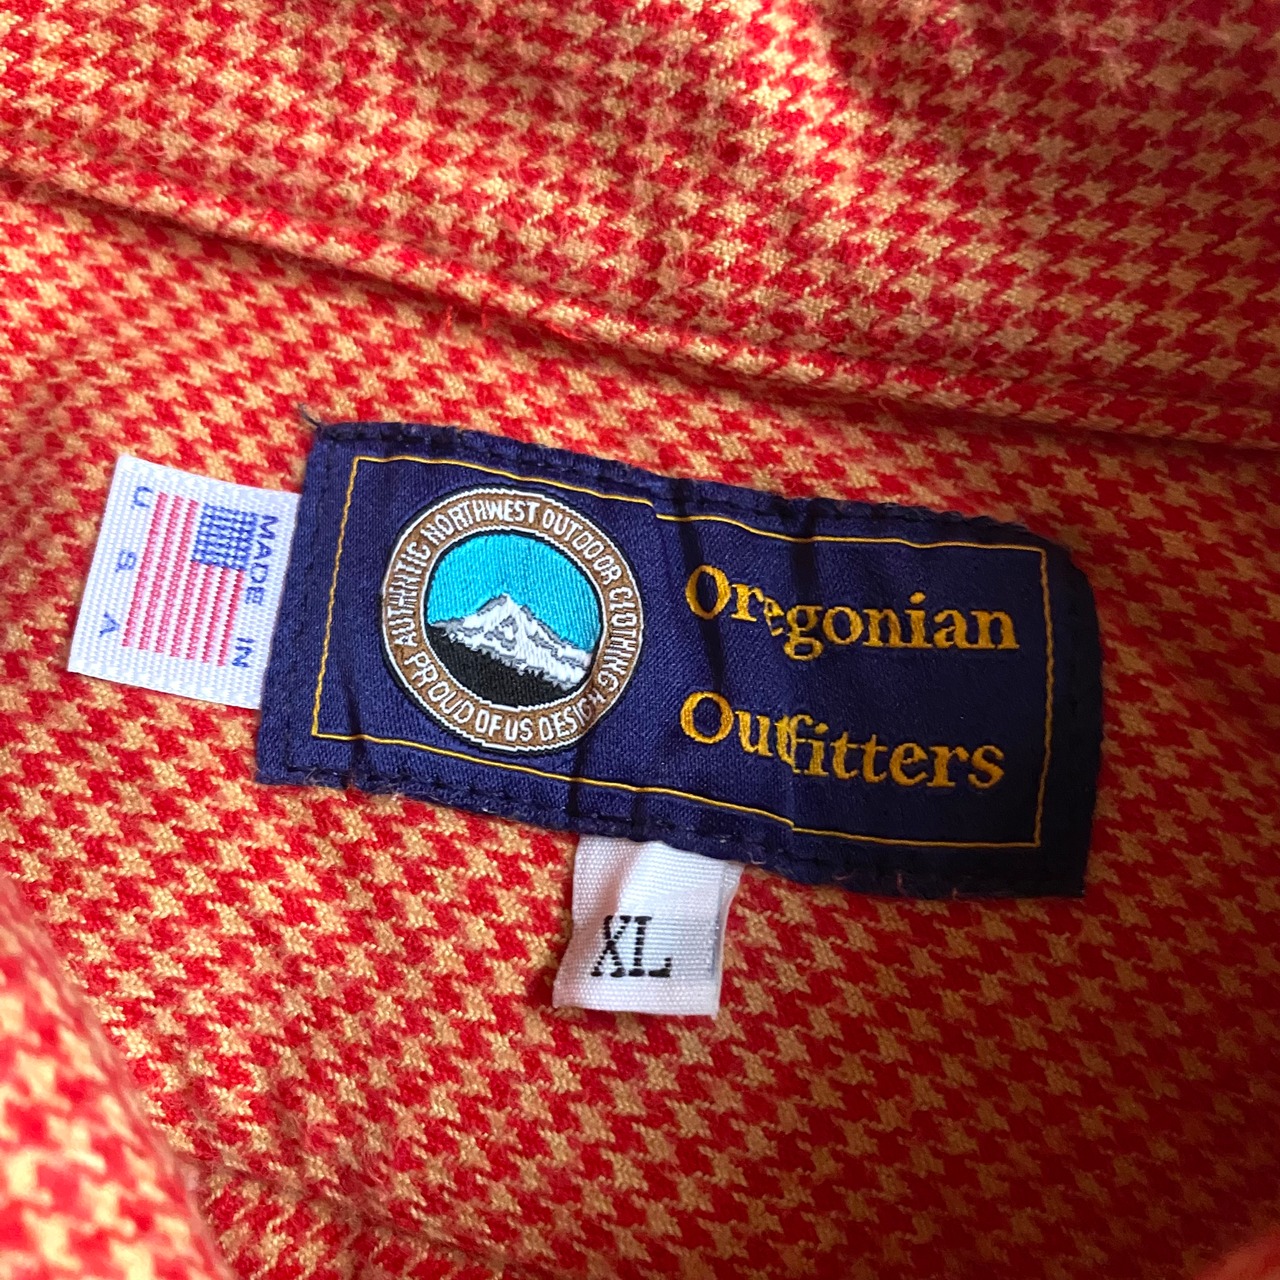 MADE IN
U S A
AUTHENTIC NORTHWEST OUTDOOR CLOTHING
PROUD OF US DESIGN
Oregonian
Outfitters
XL